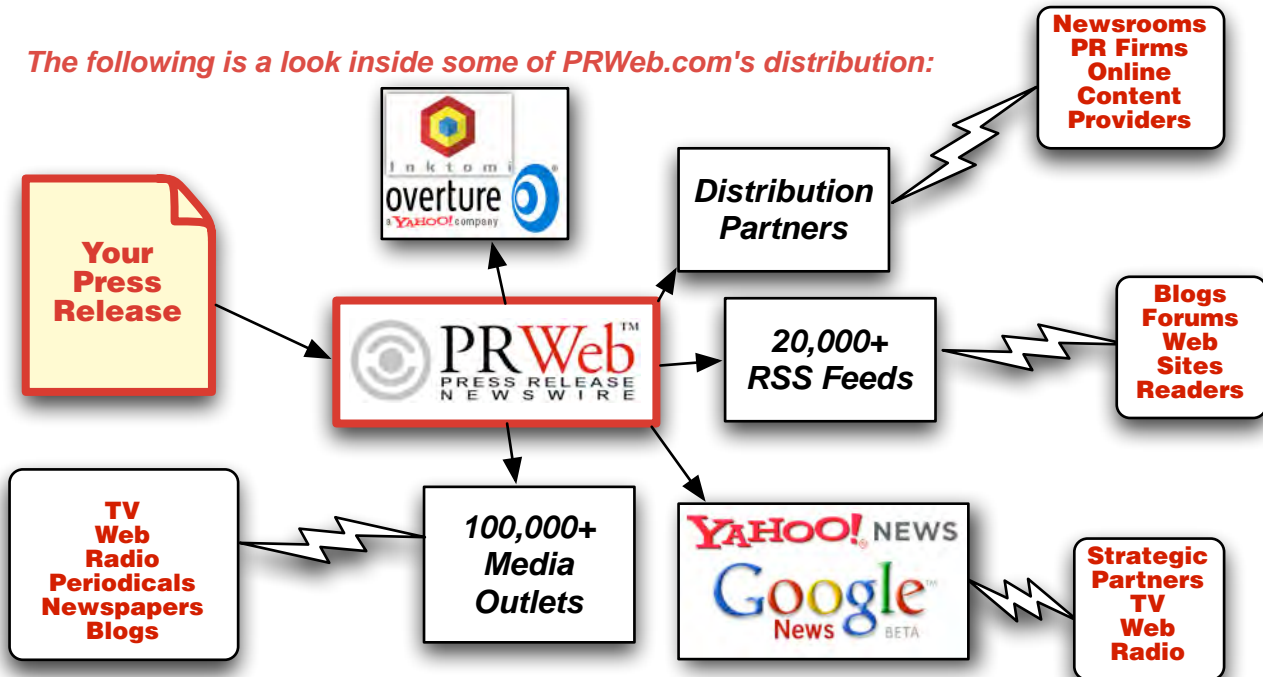 The following is a look inside some of PRWeb.com's distribution:
Newsrooms
PR Firms
Online
Content
Providers
Inktomi®
overture
a YAHOO! company
Distribution
Partners
Your
Press
Release
PRWeb™
PRESS RELEASE
NEWSWIRE
20,000+
RSS Feeds
Blogs
Forums
Web
Sites
Readers
TV
Web
Radio
Periodicals
Newspapers
Blogs
100,000+
Media
Outlets
YAHOO!® NEWS
Google™
News BETA
Strategic
Partners
TV
Web
Radio